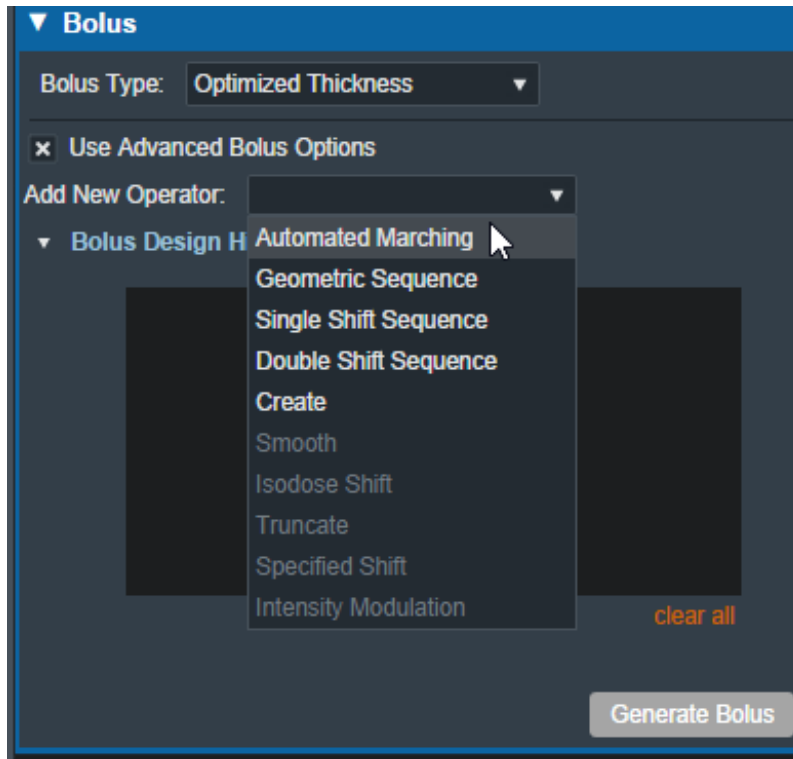 Bolus
Bolus Type: Optimized Thickness
Use Advanced Bolus Options
Add New Operator:
Bolus Design H
Automated Marching
Geometric Sequence
Single Shift Sequence
Double Shift Sequence
Create
Smooth
Isodose Shift
Truncate
Specified Shift
Intensity Modulation
clear all
Generate Bolus